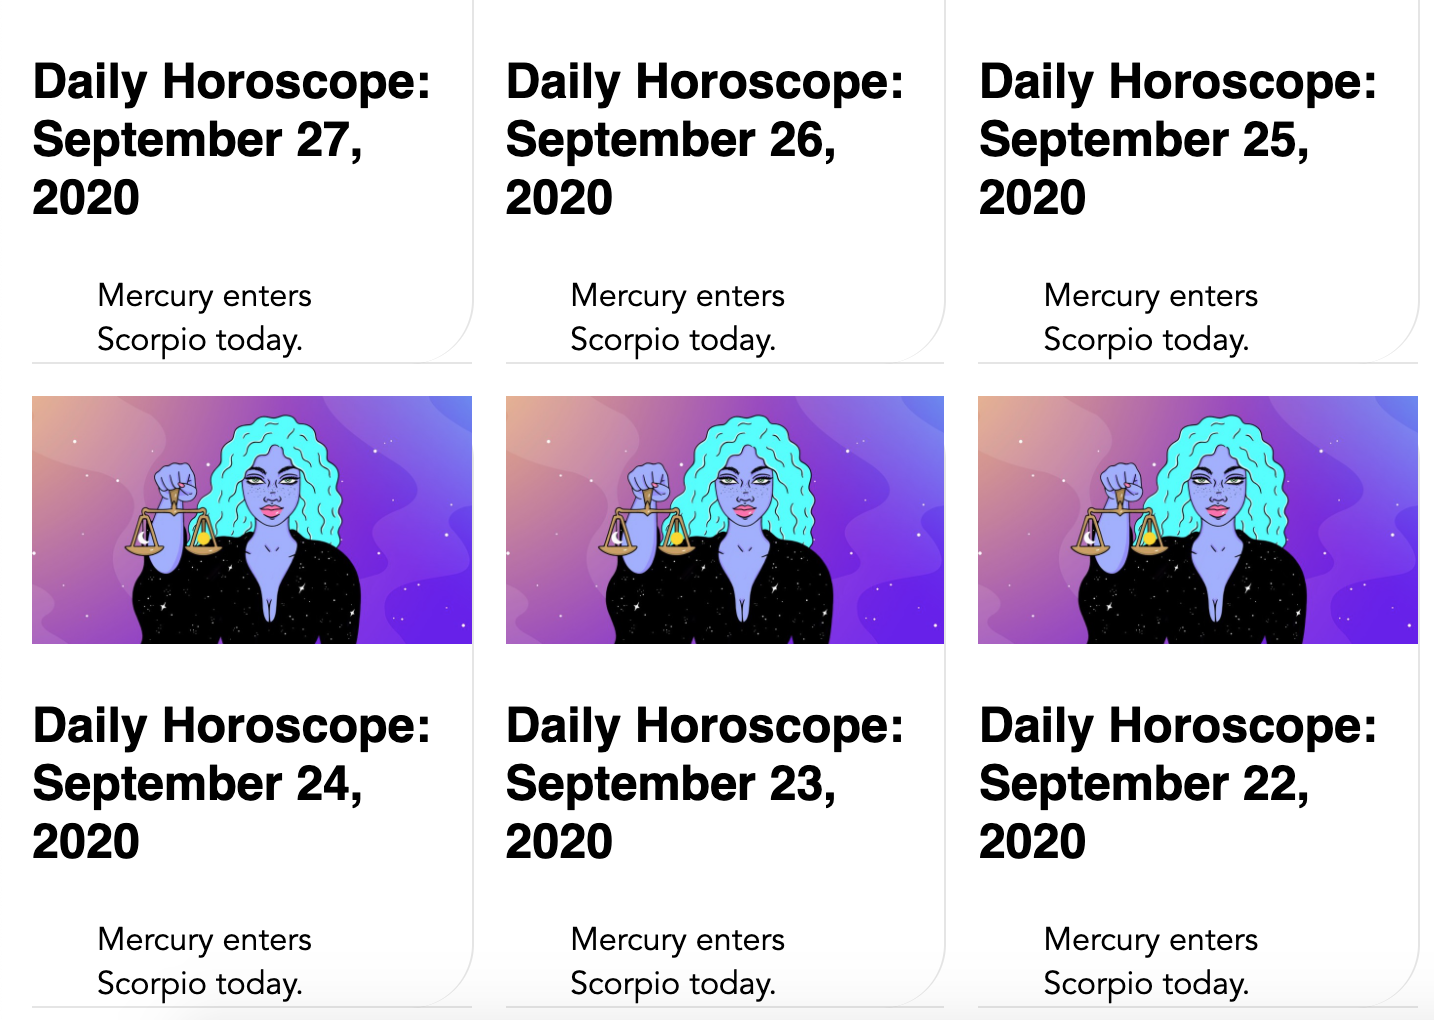 Daily Horoscope:
September 27,
2020
Mercury enters
Scorpio today.
Daily Horoscope:
September 26,
2020
Mercury enters
Scorpio today.
Daily Horoscope:
September 25,
2020
Mercury enters
Scorpio today.
Daily Horoscope:
September 24,
2020
Mercury enters
Scorpio today.
Daily Horoscope:
September 23,
2020
Mercury enters
Scorpio today.
Daily Horoscope:
September 22,
2020
Mercury enters
Scorpio today.